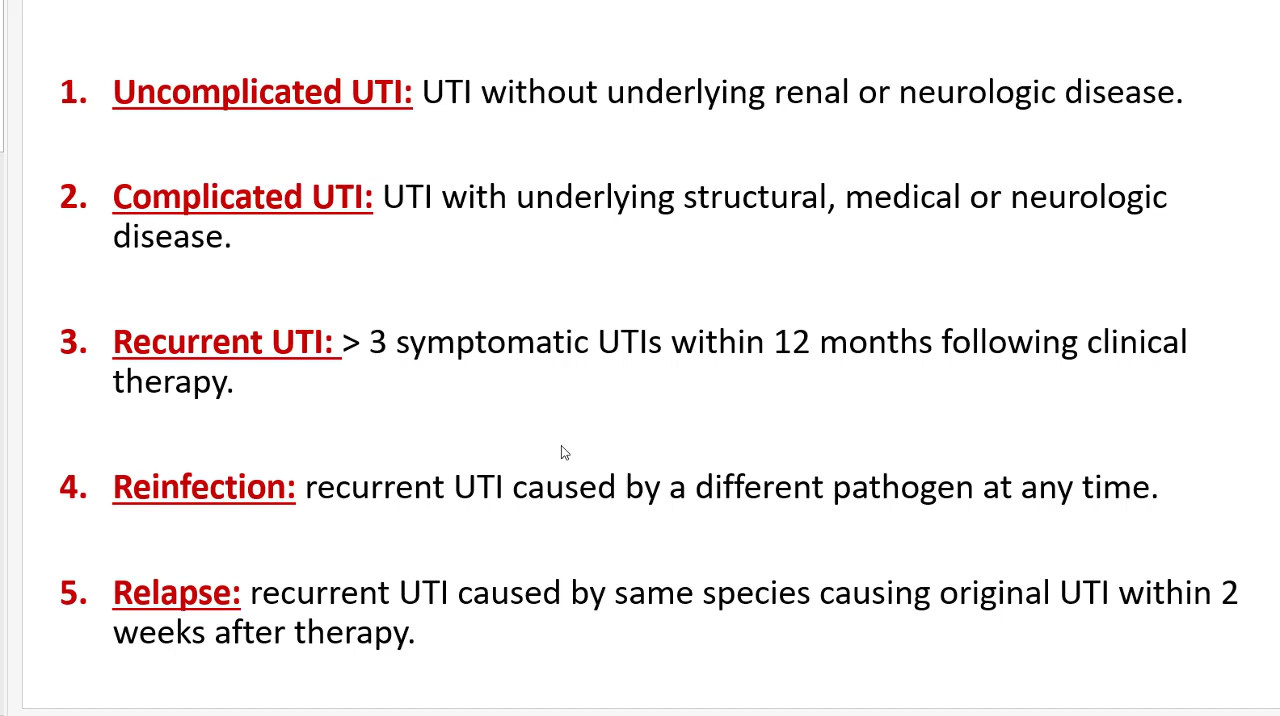 1. Uncomplicated UTI: UTI without underlying renal or neurologic disease.
2. Complicated UTI: UTI with underlying structural, medical or neurologic
disease.
3. Recurrent UTI: > 3 symptomatic UTIs within 12 months following clinical
therapy.
4. Reinfection: recurrent UTI caused by a different pathogen at any time.
5. Relapse: recurrent UTI caused by same species causing original UTI within 2
weeks after therapy.